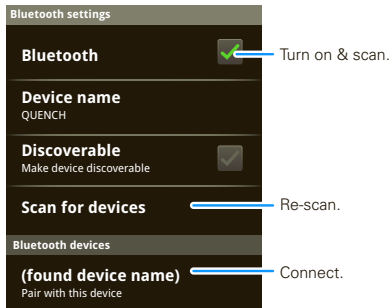 Bluetooth settings
Bluetooth
Turn on & scan.
Device name
QUENCH
Discoverable
Make device discoverable
Scan for devices
Re-scan.
Bluetooth devices
(found device name)
Connect.
Pair with this device